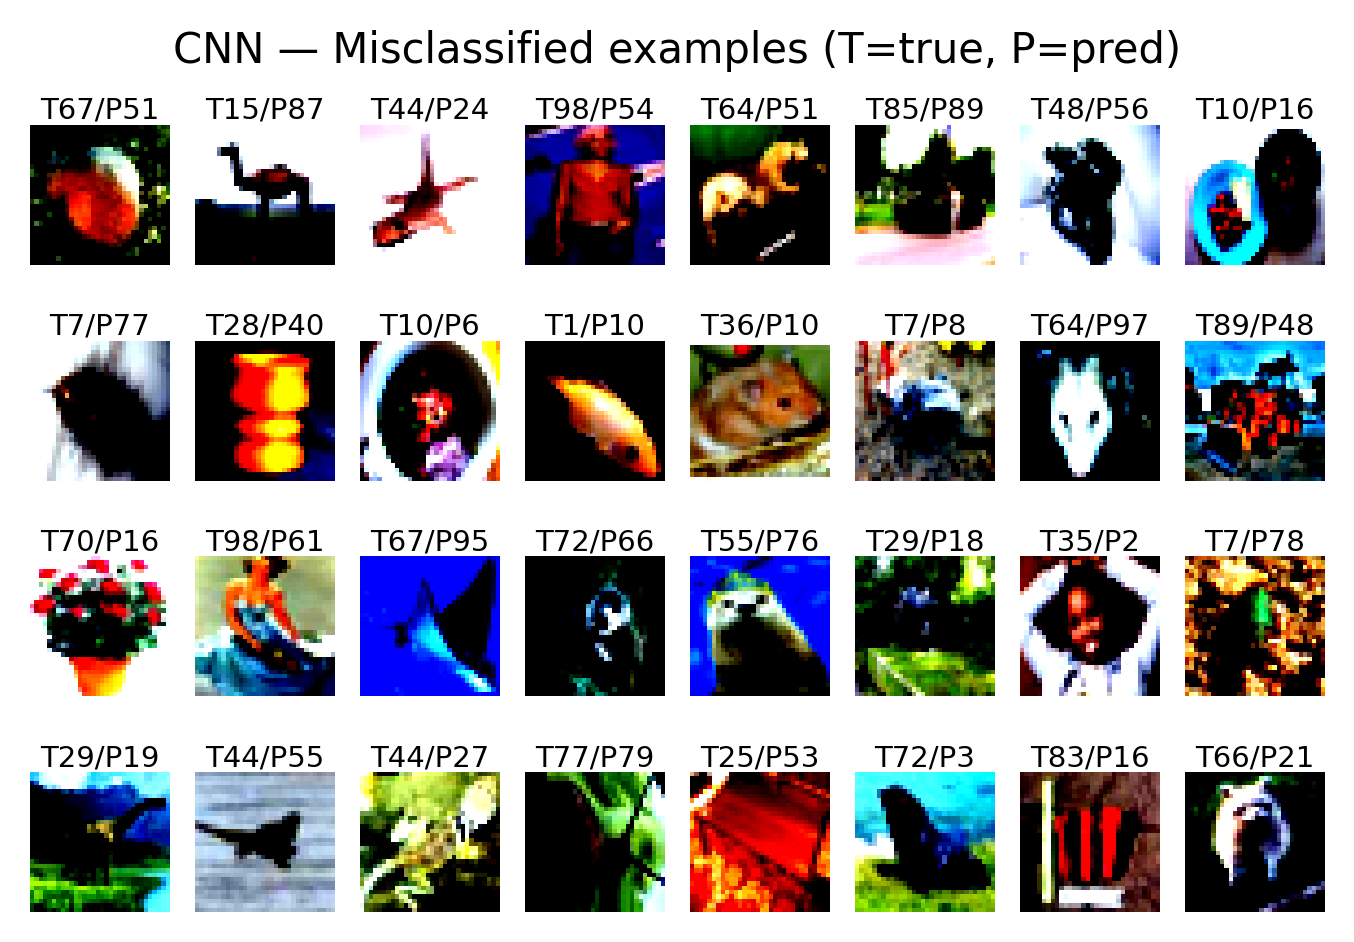 CNN — Misclassified examples (T=true, P=pred)
T67/P51 T15/P87 T44/P24 T98/P54 T64/P51 T85/P89 T48/P56 T10/P16
T7/P77 T28/P40 T10/P6 T1/P10 T36/P10 T7/P8 T64/P97 T89/P48
T70/P16 T98/P61 T67/P95 T72/P66 T55/P76 T29/P18 T35/P2 T7/P78
T29/P19 T44/P55 T44/P27 T77/P79 T25/P53 T72/P3 T83/P16 T66/P21